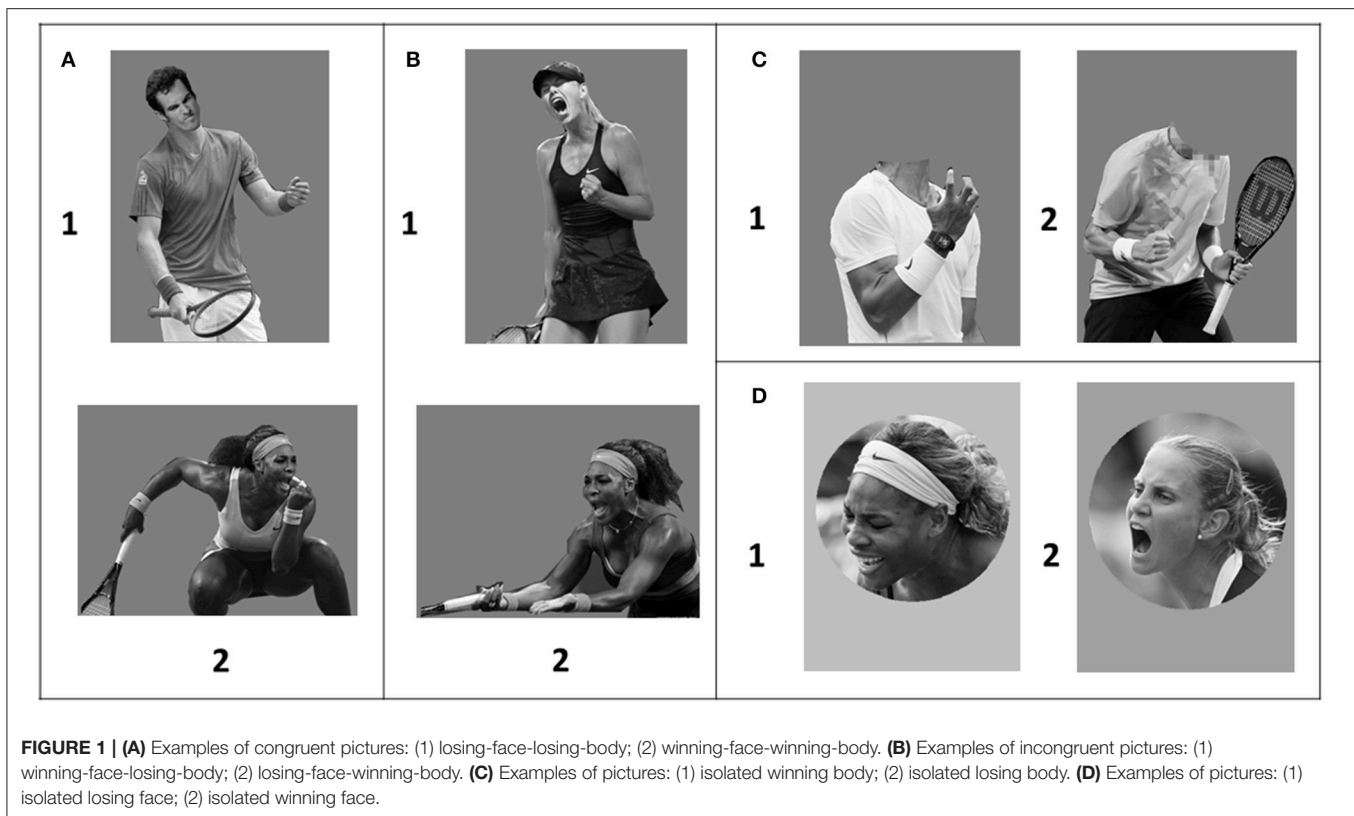 A
B
C
1
1
1
2
D
2
2
1
2
FIGURE 1 | (A) Examples of congruent pictures: (1) losing-face-losing-body; (2) winning-face-winning-body. (B) Examples of incongruent pictures: (1)
winning-face-losing-body; (2) losing-face-winning-body. (C) Examples of pictures: (1) isolated winning body; (2) isolated losing body. (D) Examples of pictures: (1)
isolated losing face; (2) isolated winning face.